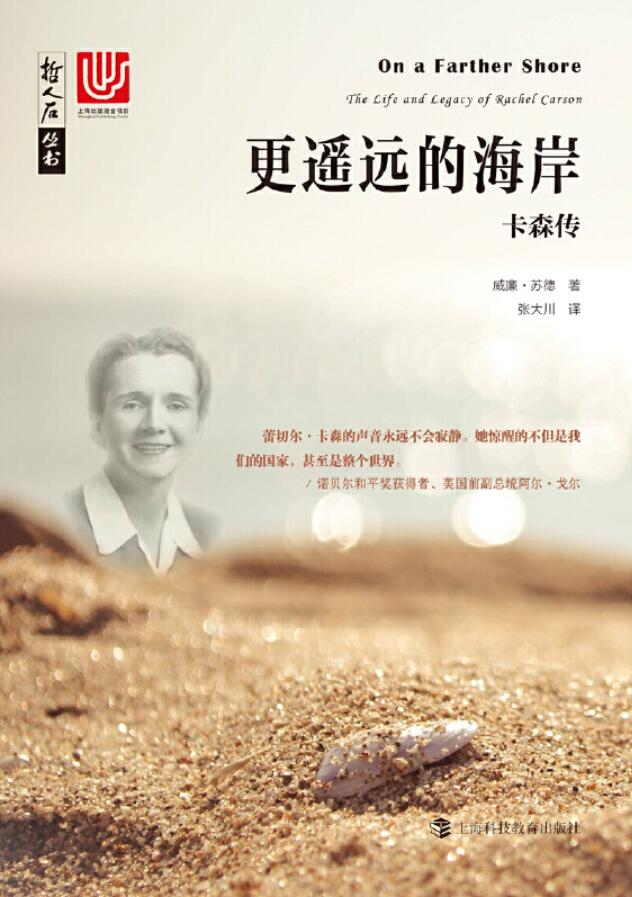 On a Farther Shore
The Life and Legacy of Rachel Carson
哲人石
丛书
上海出版资金项目
Shanghai Publishing Funds
更遥远的海岸
卡森传
威廉·苏德 著
张大川 译
蕾切尔·卡森的声音永远不会寂静。她惊醒的不但是我
们的国家，甚至是整个世界。
/ 诺贝尔和平奖获得者、美国前副总统阿尔·戈尔
上海科技教育出版社